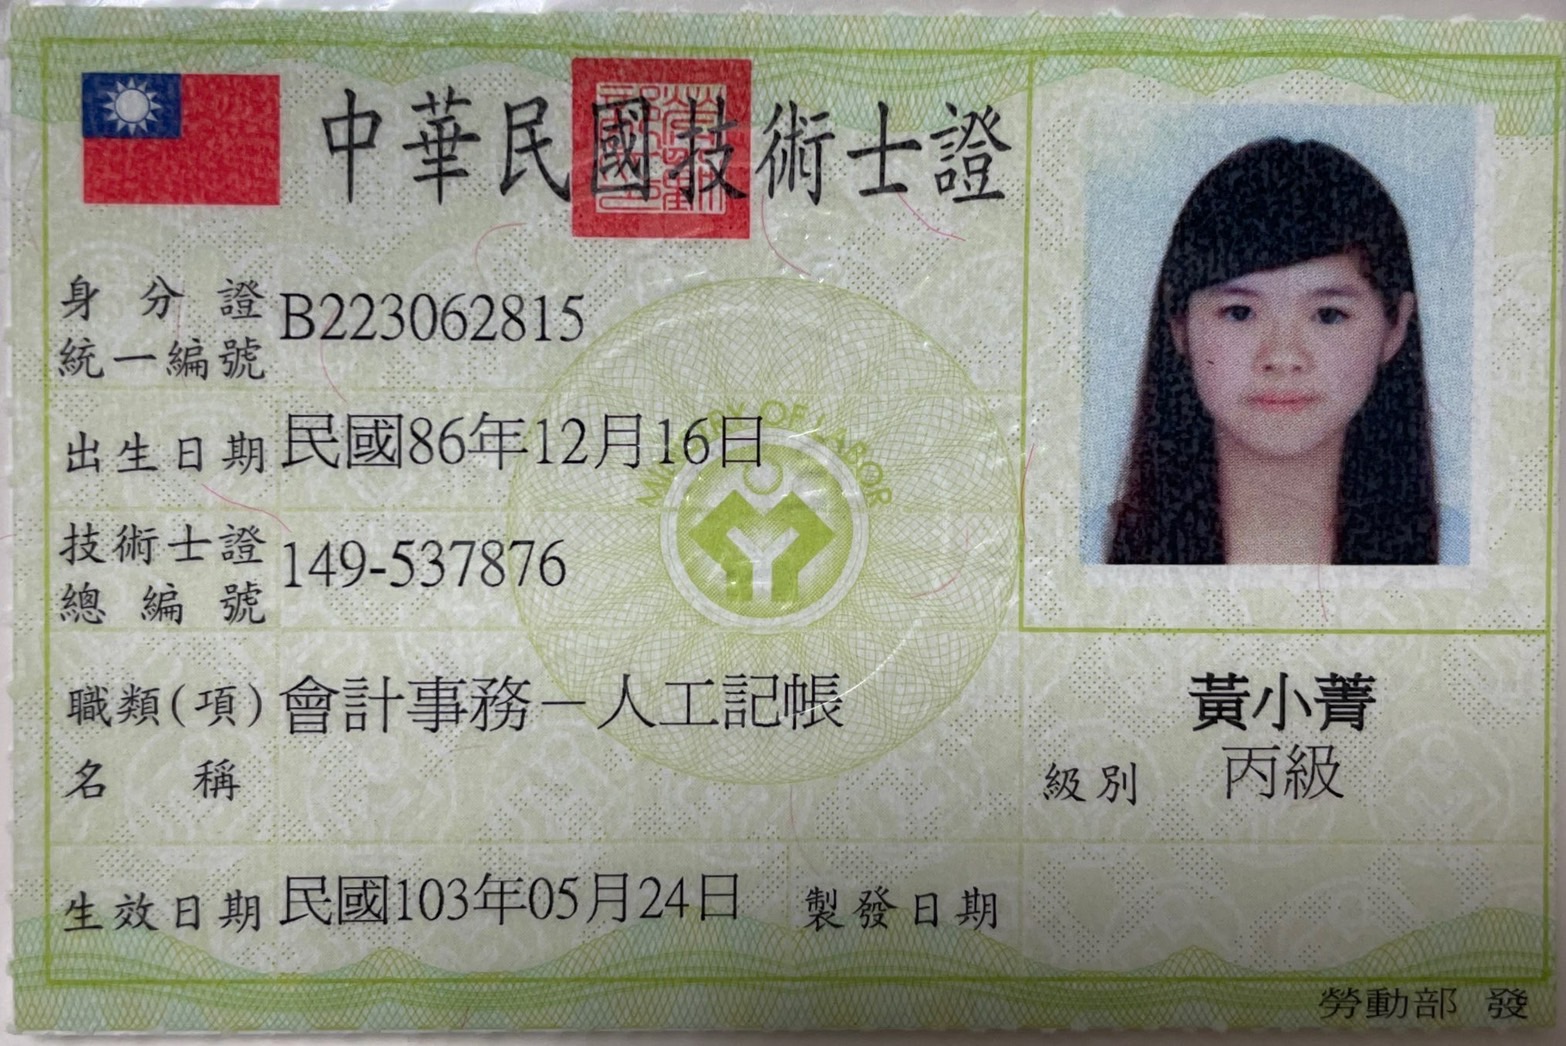 中華民國技術士證
身分證
統一編號 B223062815
出生日期 民國86年12月16日
技術士證
總編號 149-537876
職類(項) 會計事務－人工記帳
名稱
生效日期 民國103年05月24日 製發日期
黃小菁
級別 丙級
勞動部 發
MINISTRY OF LABOR